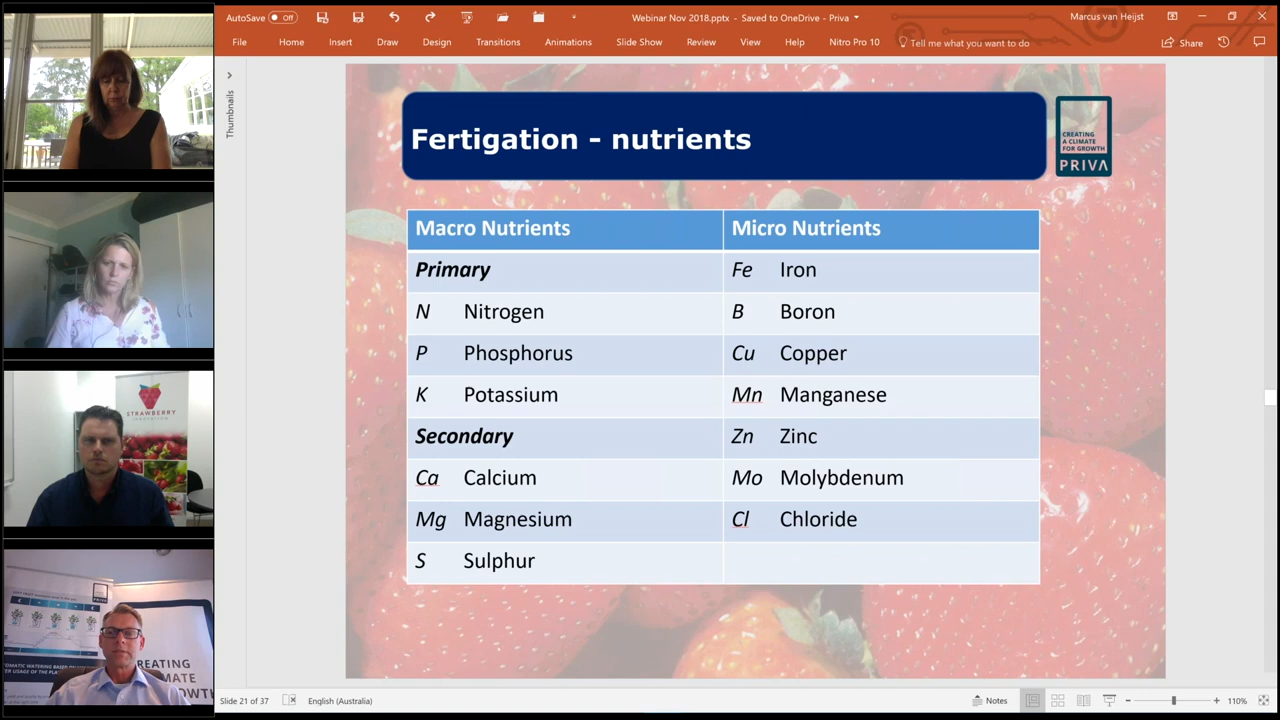 AutoSave Off
Webinar Nov 2018.pptx - Saved to OneDrive - Priva
Marcus van Heijst
File Home Insert Draw Design Transitions Animations Slide Show Review View Help Nitro Pro 10 Tell me what you want to do Share
Thumbnails
Fertigation - nutrients
CREATING
A CLIMATE
FOR GROWTH
PRIVA
Macro Nutrients Micro Nutrients
Primary Fe Iron
N Nitrogen B Boron
P Phosphorus Cu Copper
K Potassium Mn Manganese
Secondary Zn Zinc
Ca Calcium Mo Molybdenum
Mg Magnesium Cl Chloride
S Sulphur
STRAWBERRY
PRIVA
REATING
LIMATE
OWTH
Slide 21 of 37 English (Australia) Notes 110%